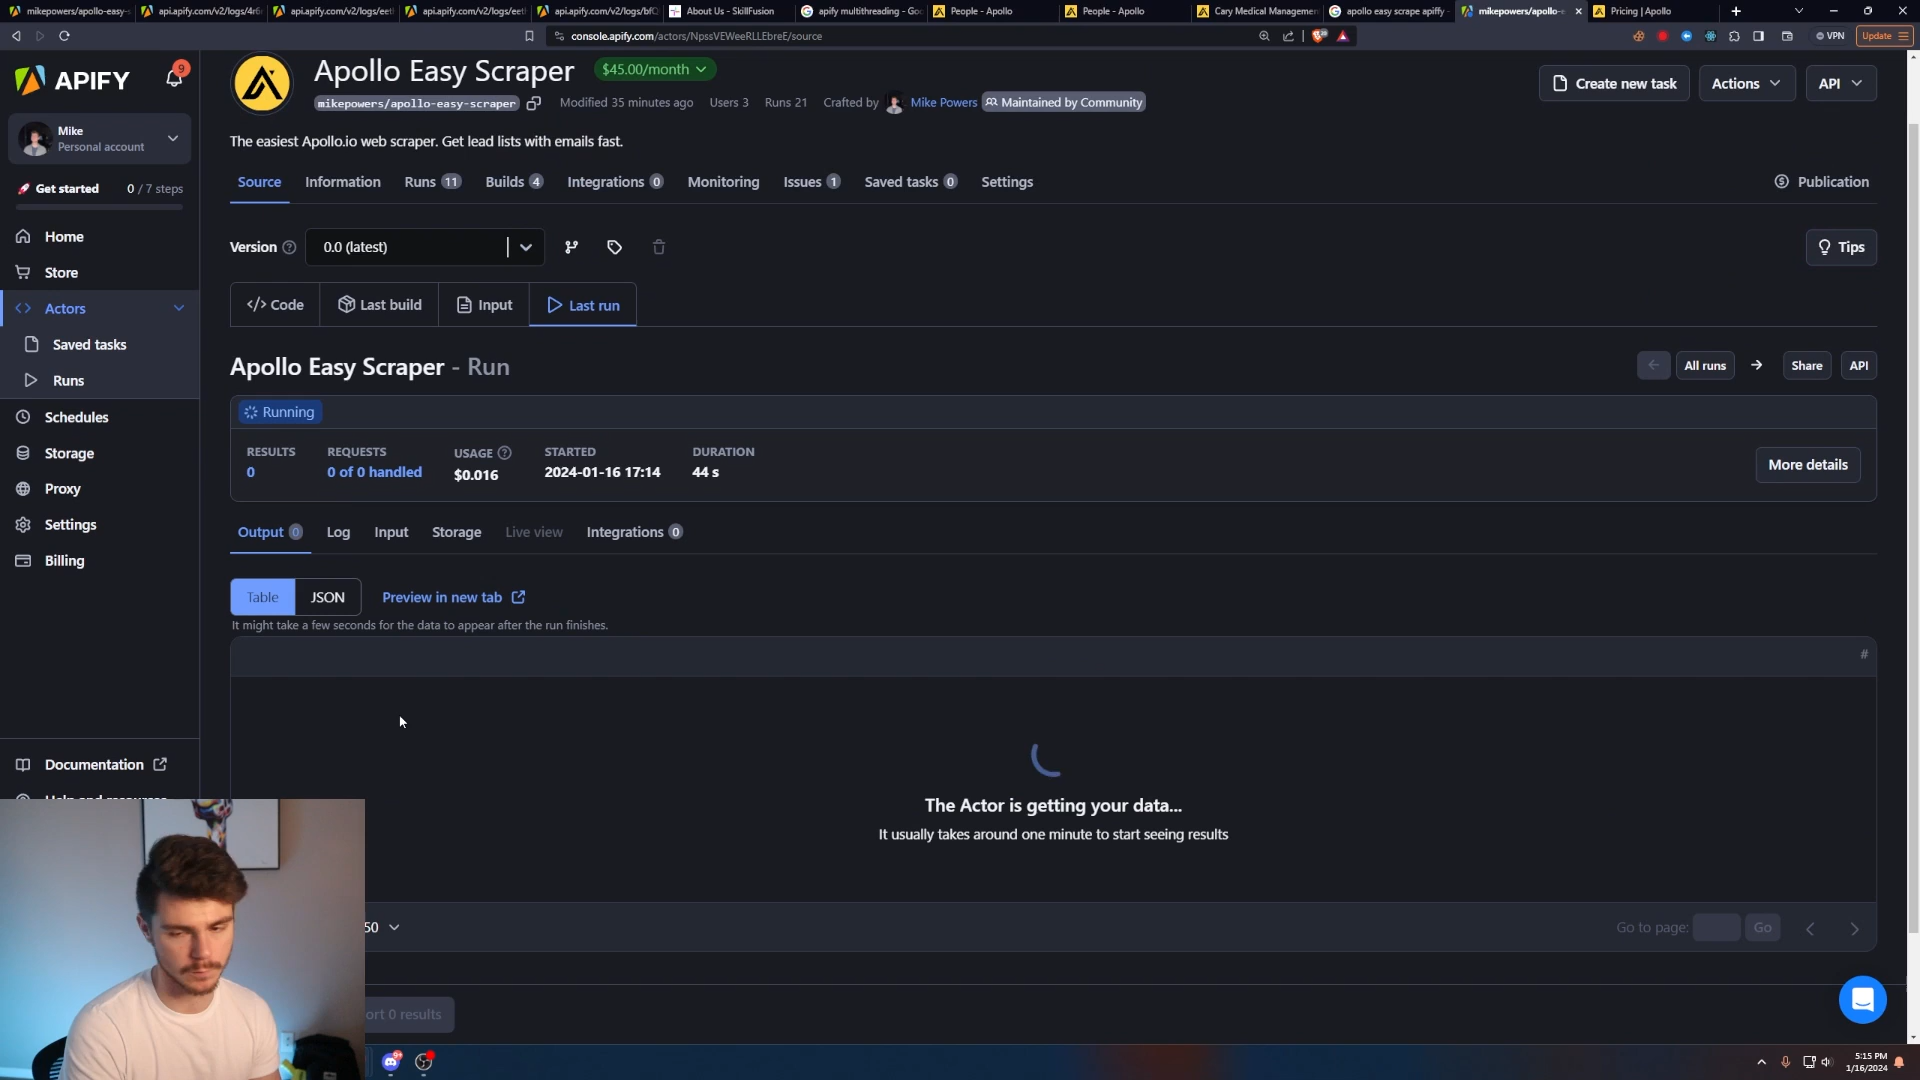 mikepowers/apollo-easy-s
api.apify.com/v2/logs/4r6r
api.apify.com/v2/logs/eetl
api.apify.com/v2/logs/eetl
api.apify.com/v2/logs/bfQ
About Us - SkillFusion
apify multithreading - Goo
People - Apollo
People - Apollo
Cary Medical Management
apollo easy scrape apiffy -
mikepowers/apollo-e
Pricing | Apollo
console.apify.com/actors/NpssVEWeeRLLEbreE/source
VPN
Update
APIFY
9
Apollo Easy Scraper
$45.00/month
mikepowers/apollo-easy-scraper
Modified 35 minutes ago
Users 3
Runs 21
Crafted by
Mike Powers
Maintained by Community
Create new task
Actions
API
The easiest Apollo.io web scraper. Get lead lists with emails fast.
Mike
Personal account
Get started
0 / 7 steps
Home
Store
Actors
Saved tasks
Runs
Schedules
Storage
Proxy
Settings
Billing
Documentation
Source
Information
Runs 11
Builds 4
Integrations 0
Monitoring
Issues 1
Saved tasks 0
Settings
Publication
Version
0.0 (latest)
Tips
Code
Last build
Input
Last run
Apollo Easy Scraper - Run
All runs
Share
API
Running
RESULTS
0
REQUESTS
0 of 0 handled
USAGE
$0.016
STARTED
2024-01-16 17:14
DURATION
44 s
More details
Output 0
Log
Input
Storage
Live view
Integrations 0
Table
JSON
Preview in new tab
It might take a few seconds for the data to appear after the run finishes.
#
The Actor is getting your data...
It usually takes around one minute to start seeing results
50
Go to page:
Go
ort 0 results
5:15 PM
1/16/2024